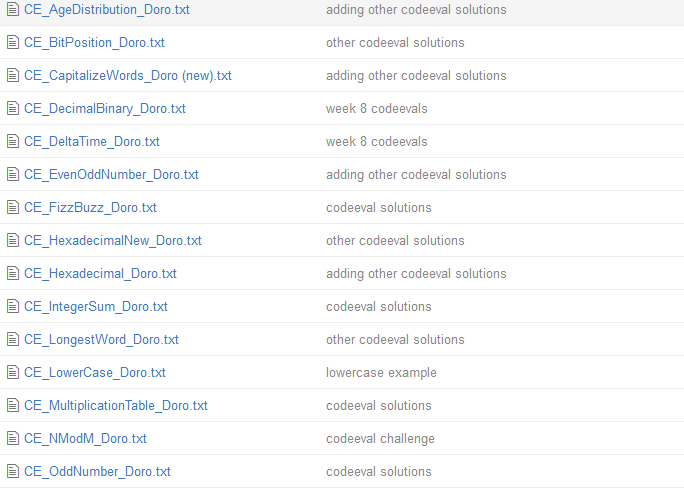 CE_AgeDistribution_Doro.txt adding other codeeval solutions
CE_BitPosition_Doro.txt other codeeval solutions
CE_CapitalizeWords_Doro (new).txt adding other codeeval solutions
CE_DecimalBinary_Doro.txt week 8 codeevals
CE_DeltaTime_Doro.txt week 8 codeevals
CE_EvenOddNumber_Doro.txt adding other codeeval solutions
CE_FizzBuzz_Doro.txt codeeval solutions
CE_HexadecimalNew_Doro.txt other codeeval solutions
CE_Hexadecimal_Doro.txt adding other codeeval solutions
CE_IntegerSum_Doro.txt codeeval solutions
CE_LongestWord_Doro.txt other codeeval solutions
CE_LowerCase_Doro.txt lowercase example
CE_MultiplicationTable_Doro.txt codeeval solutions
CE_NModM_Doro.txt codeeval challenge
CE_OddNumber_Doro.txt codeeval solutions